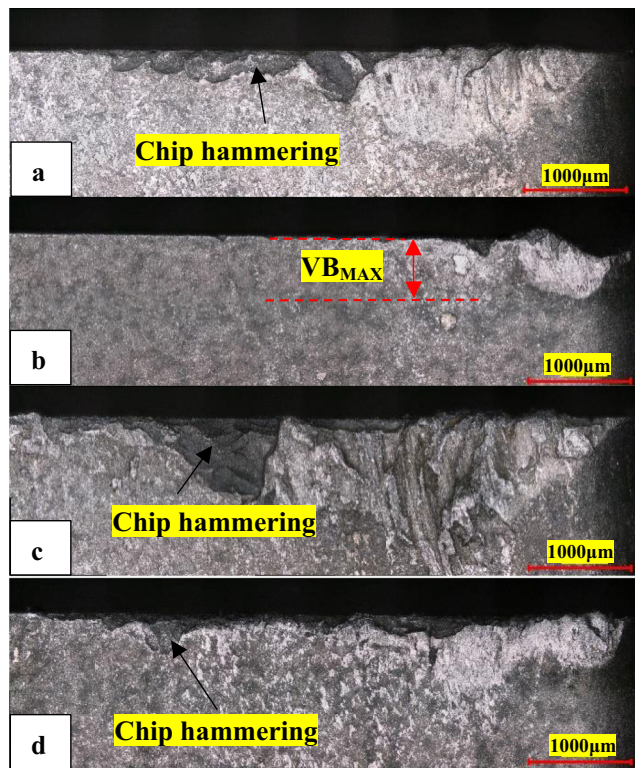 Chip hammering
a
1000µm
VBMAX
b
1000µm
Chip hammering
c
1000µm
Chip hammering
d
1000µm